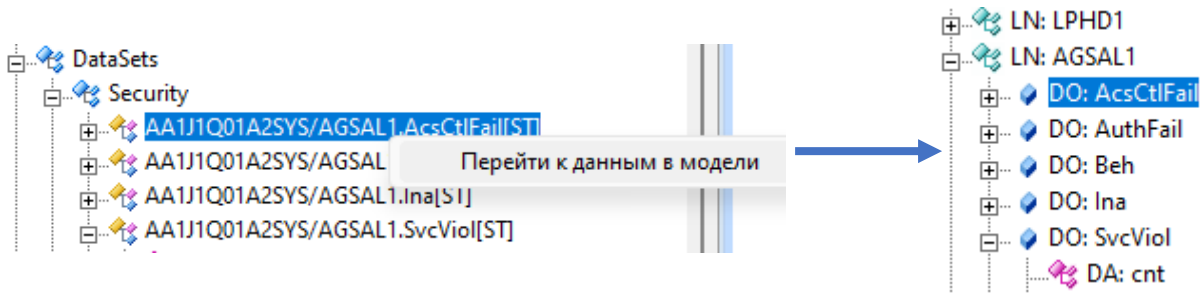 DataSets
Security
AA1J1Q01A2SYS/AGSAL1.AcsCtlFail[ST]
AA1J1Q01A2SYS/AGSAL
Перейти к данным в модели
AA1J1Q01A2SYS/AGSAL1.Ina[ST]
AA1J1Q01A2SYS/AGSAL1.SvcViol[ST]
LN: LPHD1
LN: AGSAL1
DO: AcsCtlFail
DO: AuthFail
DO: Beh
DO: Ina
DO: SvcViol
DA: cnt